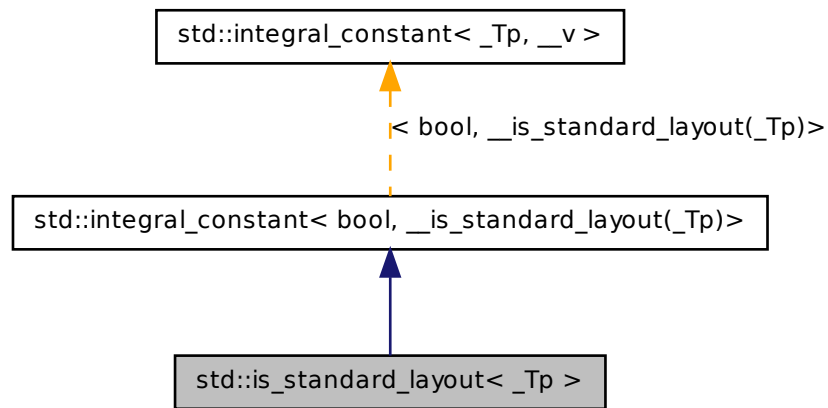 std::integral_constant< _Tp, __v >
< bool, __is_standard_layout(_Tp)>
std::integral_constant< bool, __is_standard_layout(_Tp)>
std::is_standard_layout< _Tp >